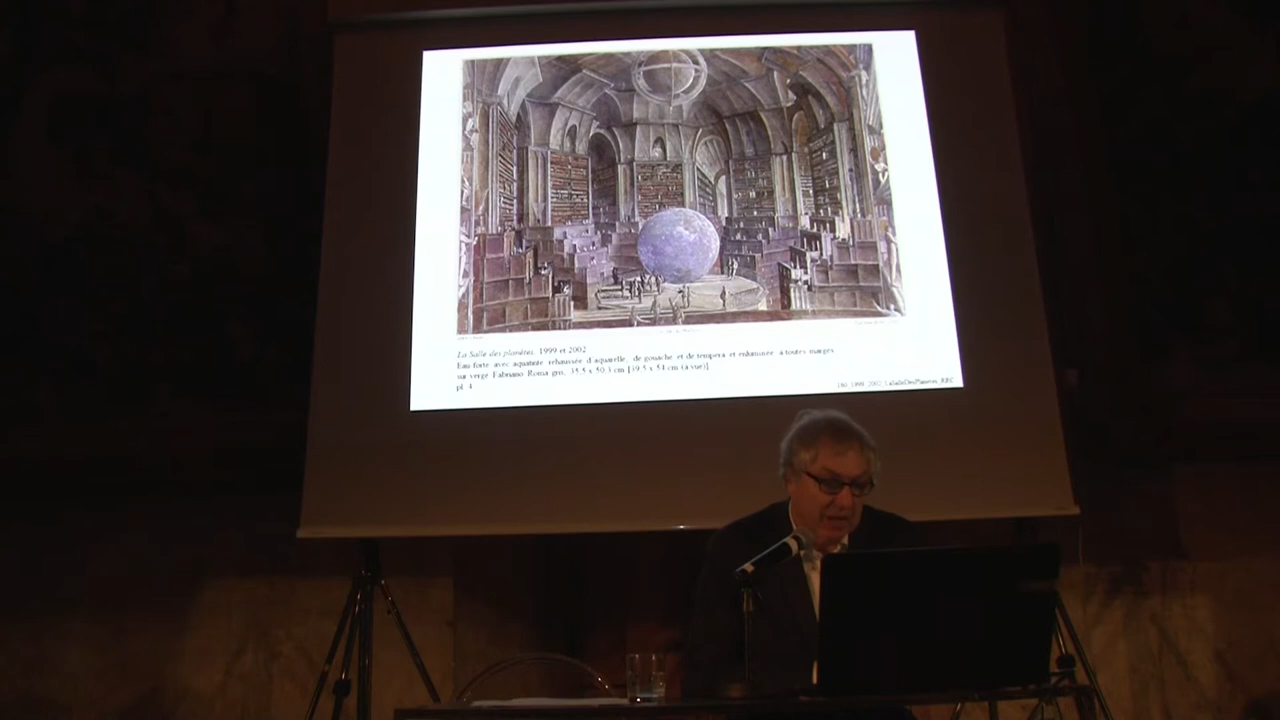 La Salle des planètes, 1999 et 2002
Eau-forte avec aquatinte rehaussée d'aquarelle, de gouache et de tempera et enluminée à toutes marges
sur vergé Fabriano Roma gris, 35.5 x 50.3 cm [39.5 x 54 cm (à vue)]
pl. 4
160_1999_2002_LaSalleDesPlanetes_RBC